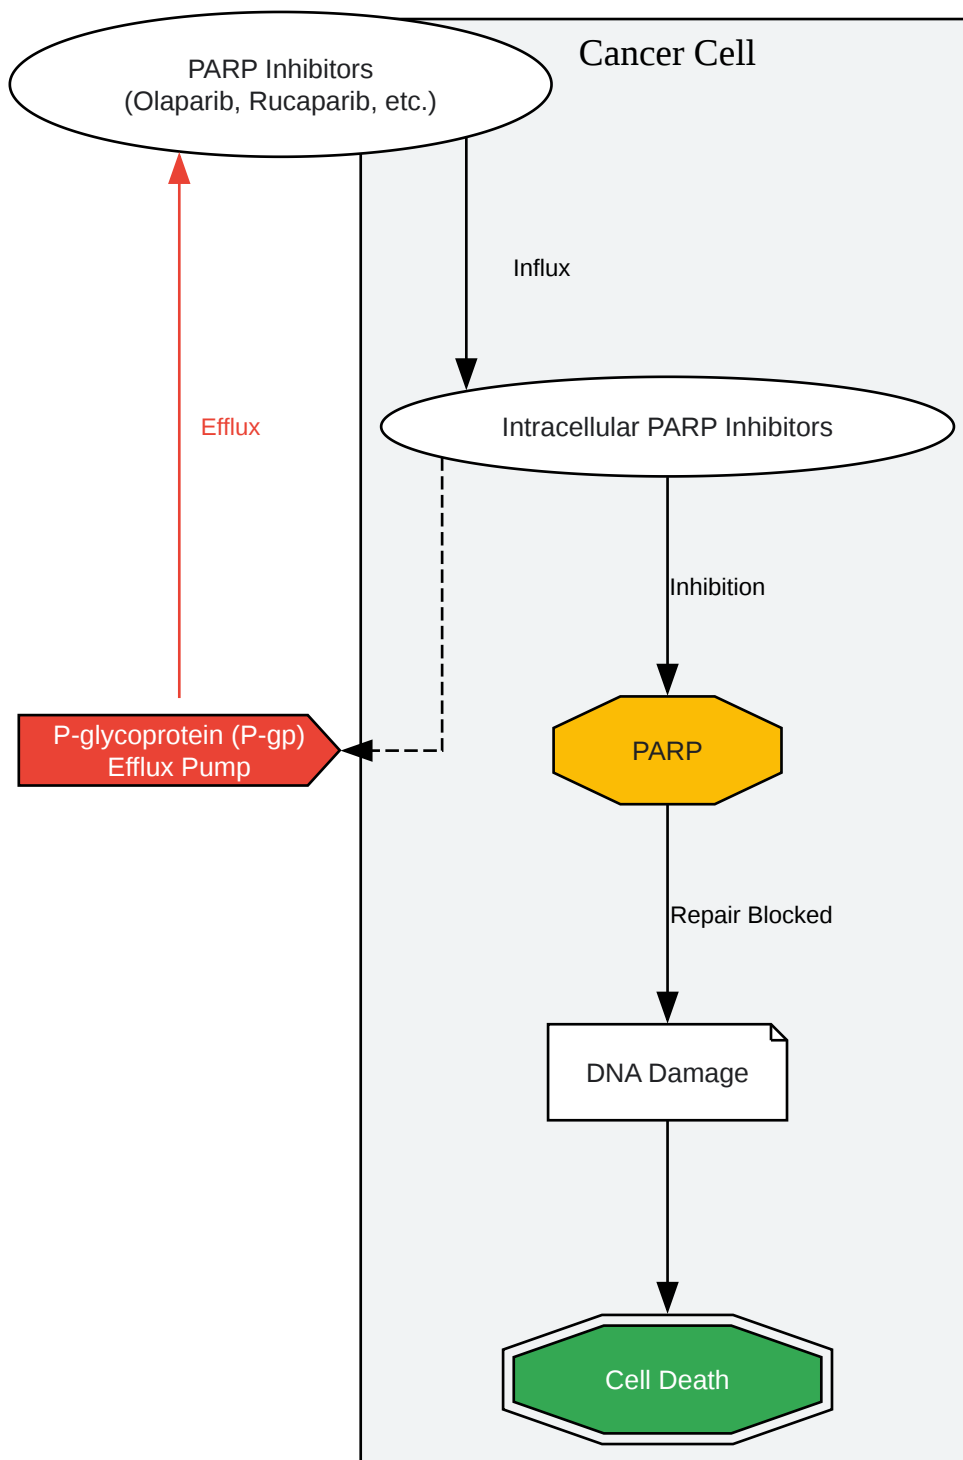 Cancer Cell
PARP Inhibitors
(Olaparib, Rucaparib, etc.)
Influx
Efflux
Intracellular PARP Inhibitors
Inhibition
P-glycoprotein (P-gp)
Efflux Pump
PARP
Repair Blocked
DNA Damage
Cell Death